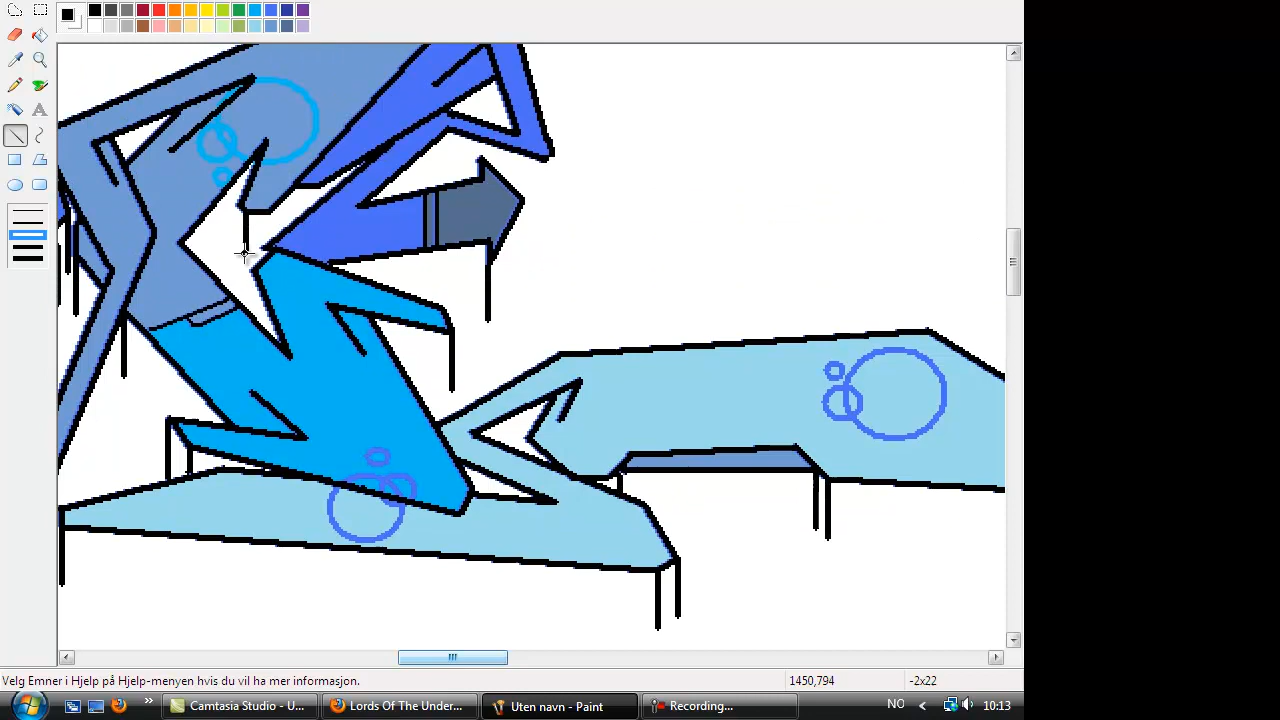 A
Velg Emner i Hjelp på Hjelp-menyen hvis du vil ha mer informasjon.
1450,794
-2x22
»
Camtasia Studio - U...
Lords Of The Under...
Uten navn - Paint
Recording...
NO
10:13